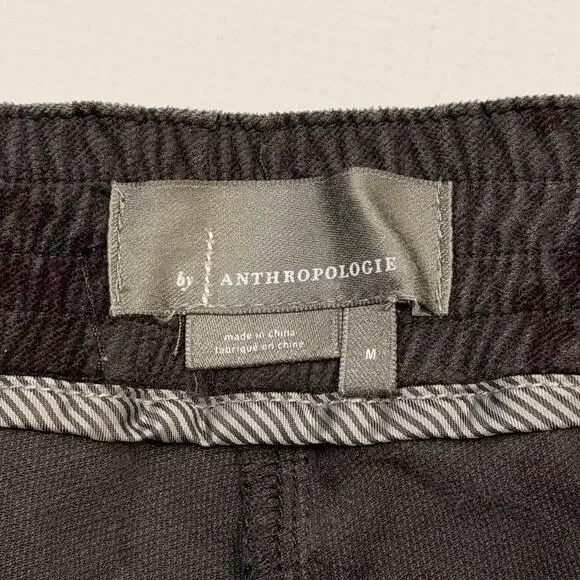 by ANTHROPOLOGIE
made in china
fabriqué en chine
M